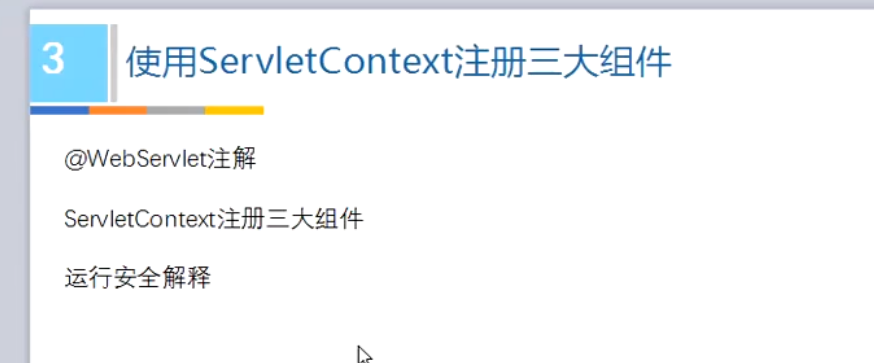 3
使用ServletContext注册三大组件
@WebServlet注解
ServletContext注册三大组件
运行安全解释